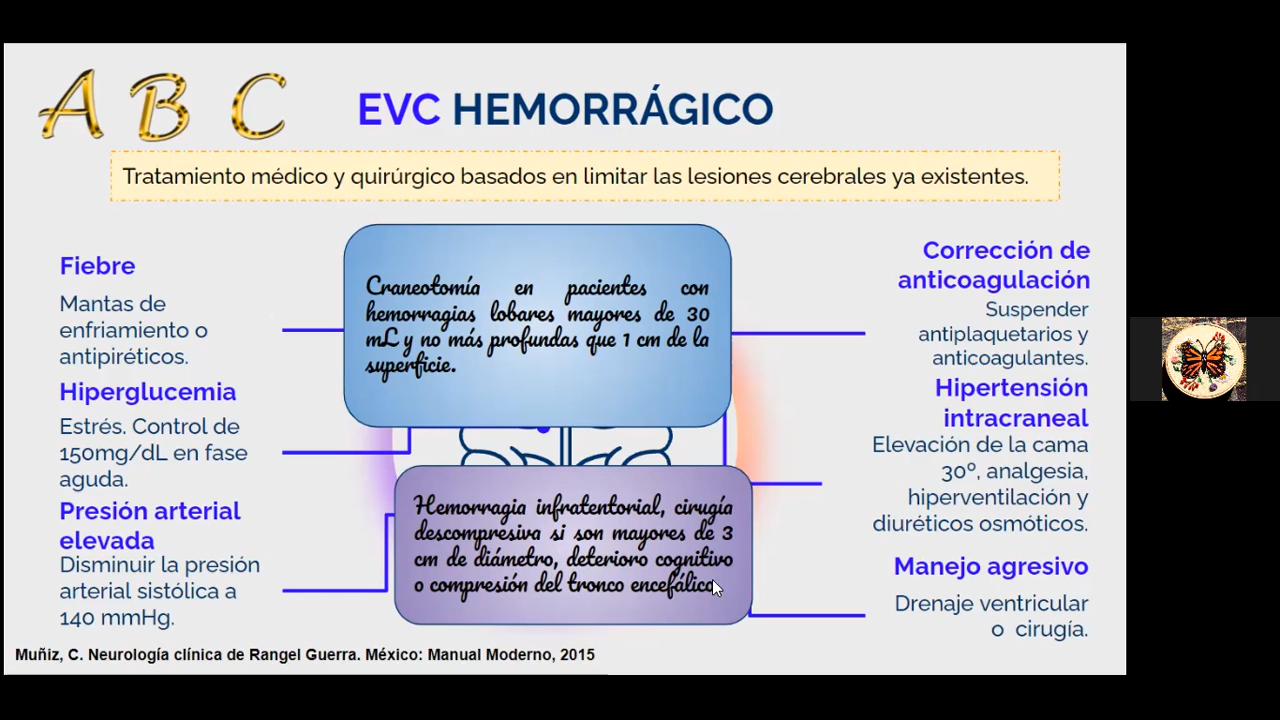 A B C
EVC HEMORRÁGICO
Tratamiento médico y quirúrgico basados en limitar las lesiones cerebrales ya existentes.
Fiebre
Mantas de
enfriamiento o
antipiréticos.
Hiperglucemia
Estrés. Control de
150mg/dL en fase
aguda.
Presión arterial
elevada
Disminuir la presión
arterial sistólica a
140 mmHg.
Craneotomía en pacientes con
hemorragias lobares mayores de 30
mL y no más profundas que 1 cm de la
superficie.
Hemorragia infratentorial, cirugía
descompresiva si son mayores de 3
cm de diámetro, deterioro cognitivo
o compresión del tronco encefálico
Corrección de
anticoagulación
Suspender
antiplaquetarios y
anticoagulantes.
Hipertensión
intracraneal
Elevación de la cama
30º, analgesia,
hiperventilación y
diuréticos osmóticos.
Manejo agresivo
Drenaje ventricular
o cirugía.
Muñiz, C. Neurología clínica de Rangel Guerra. México: Manual Moderno, 2015